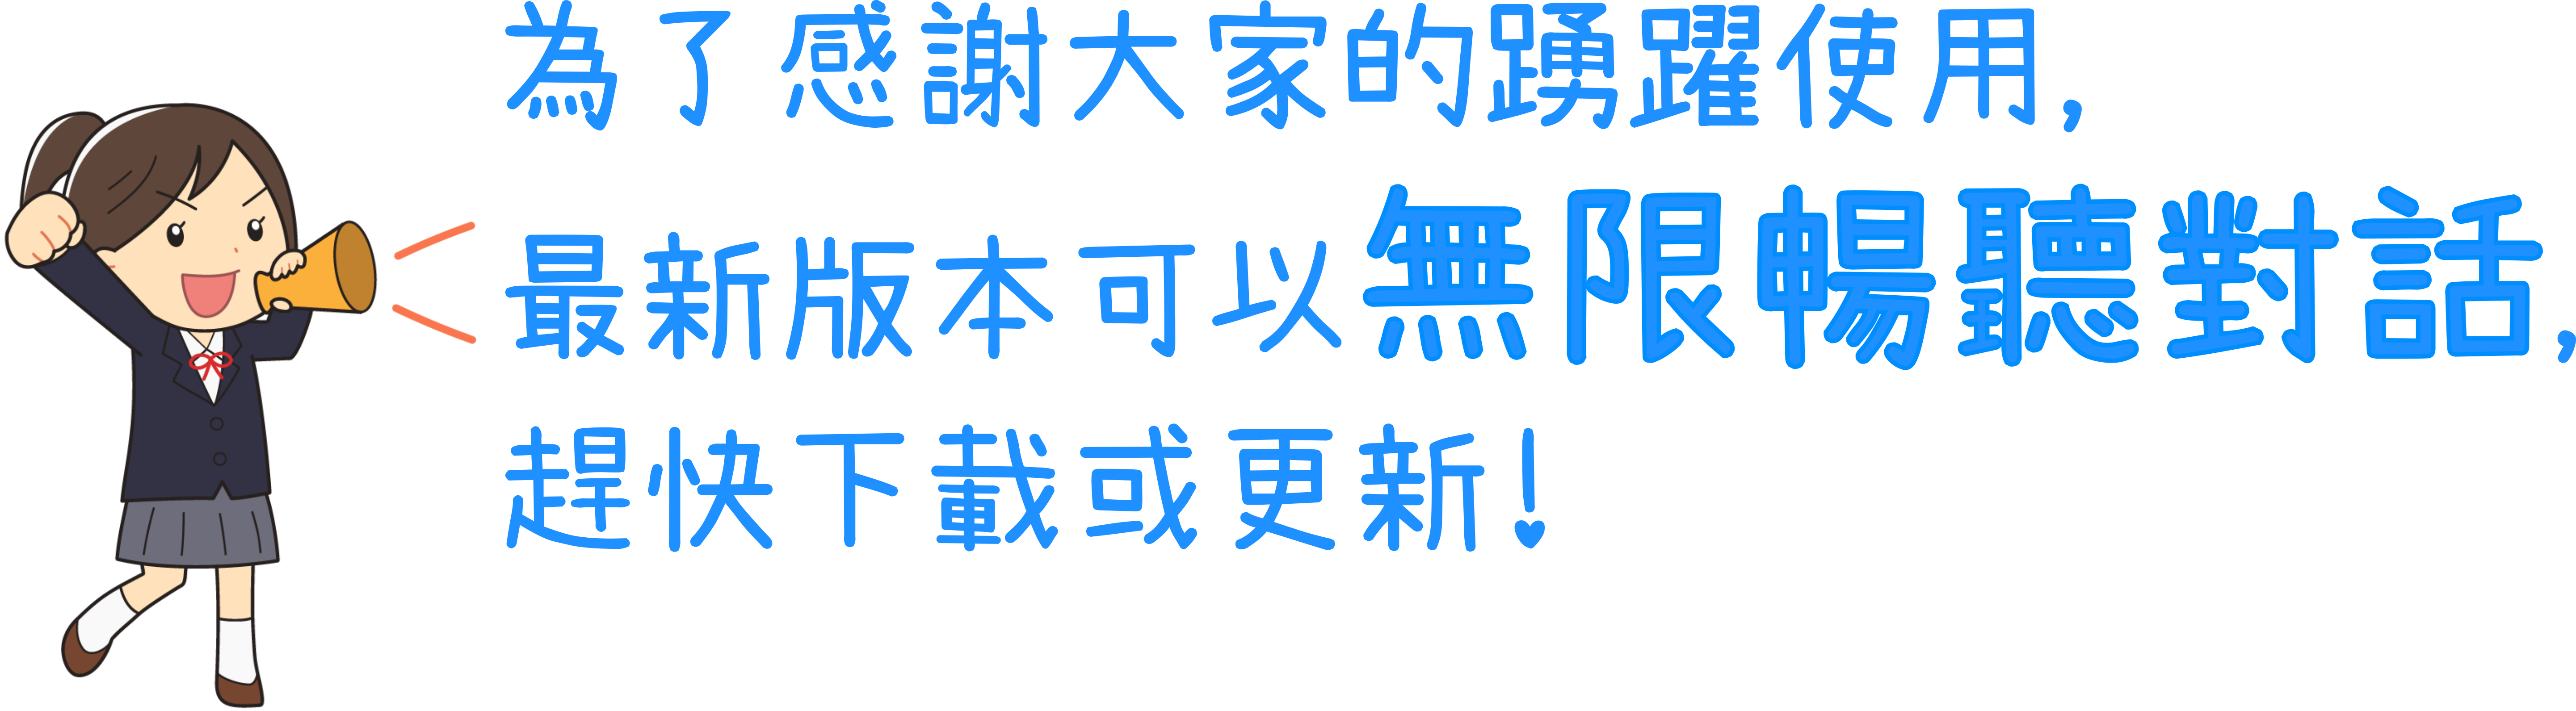 為了感謝大家的踴躍使用,
最新版本可以無限暢聽對話,
趕快下載或更新!